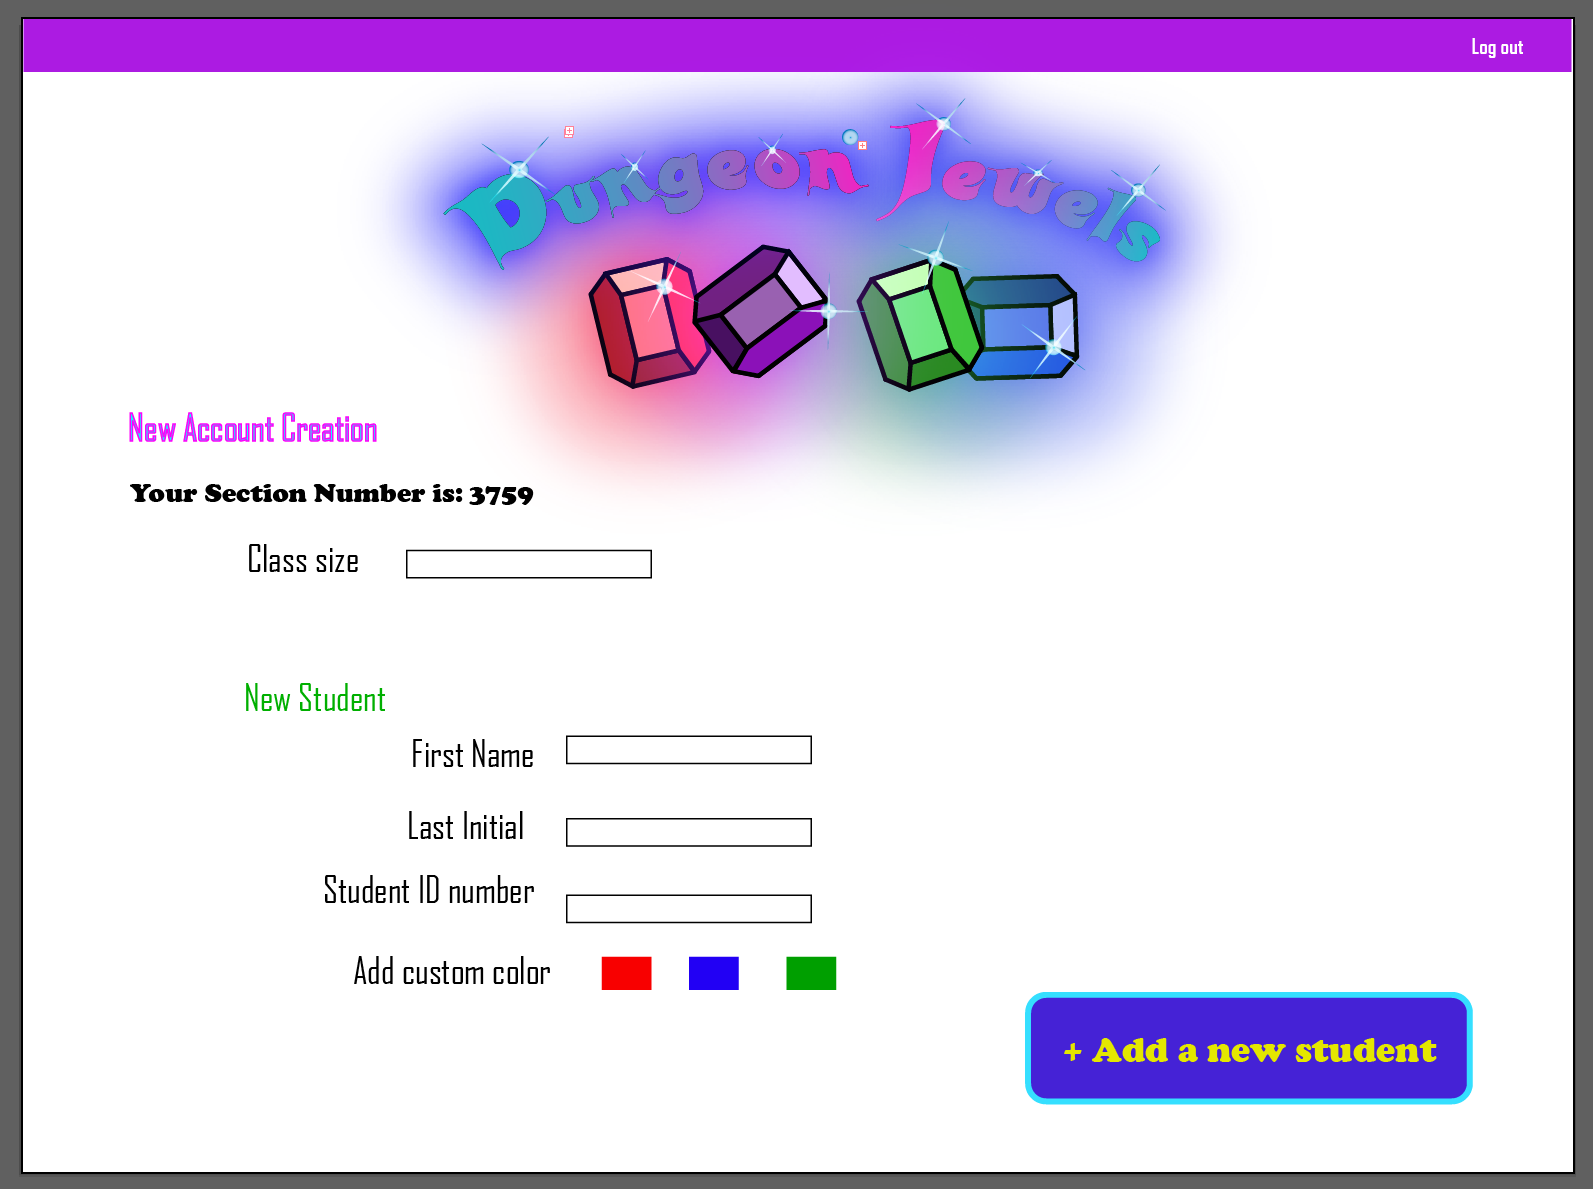 Log out
Dungeon Jewels
New Account Creation
Your Section Number is: 3759
Class size
New Student
First Name
Last Initial
Student ID number
Add custom color
+ Add a new student